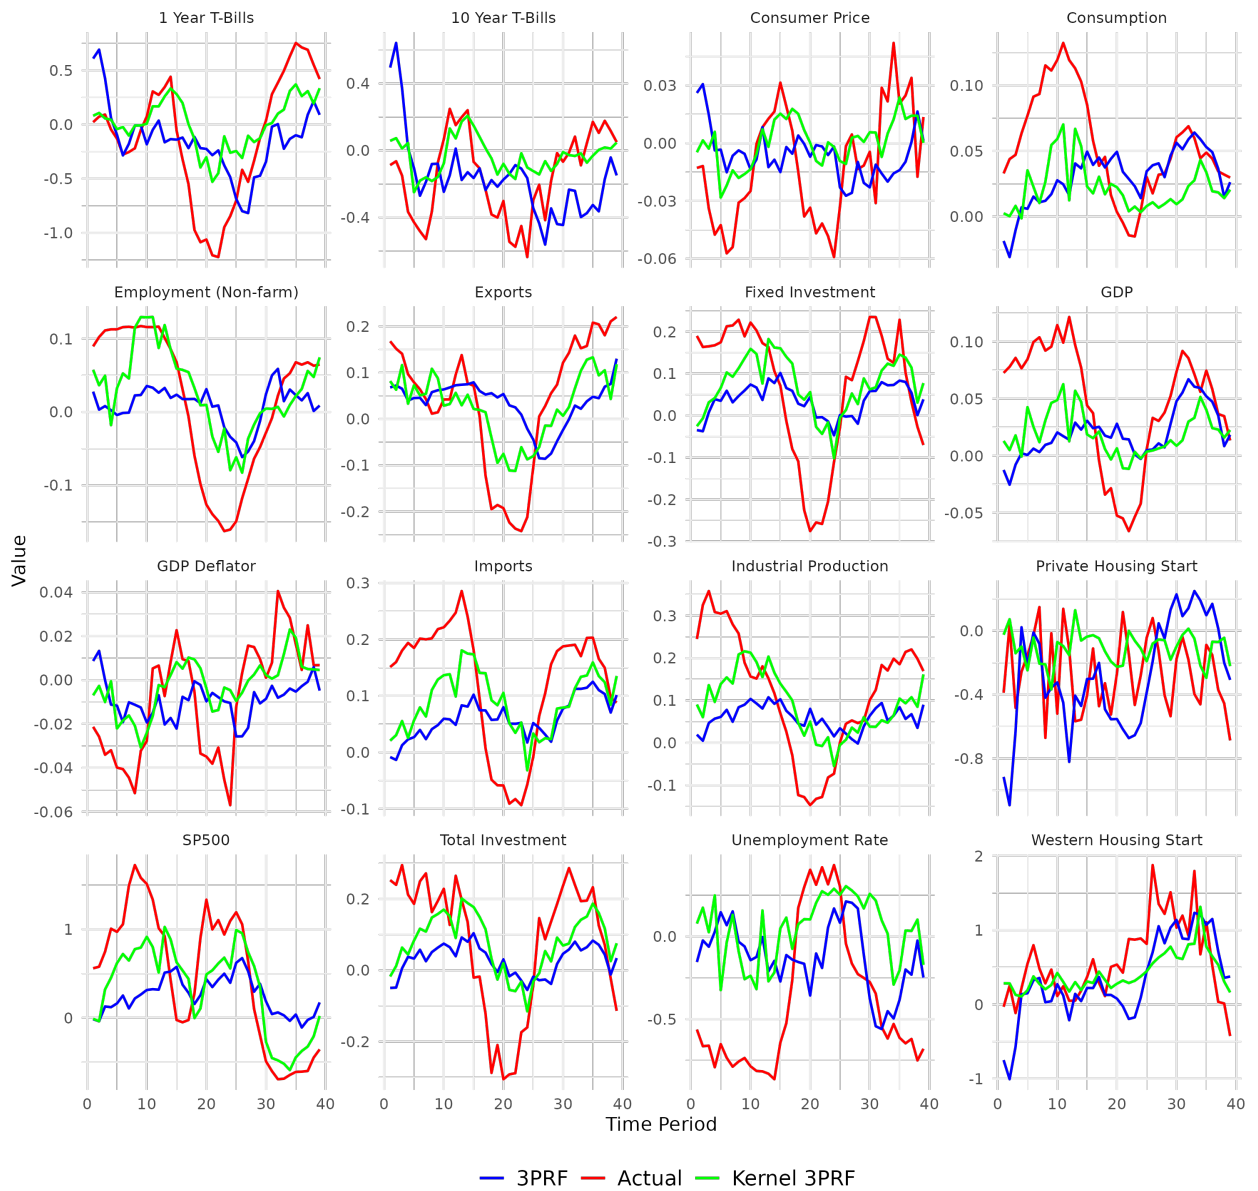 1 Year T-Bills
10 Year T-Bills
Consumer Price
Consumption
0.5
0.0
-0.5
-1.0
0.4
0.0
-0.4
0.03
0.00
-0.03
-0.06
0.10
0.05
0.00
Employment (Non-farm)
Exports
Fixed Investment
GDP
0.1
0.0
-0.1
0.2
0.1
0.0
-0.1
-0.2
0.2
0.1
0.0
-0.1
-0.2
-0.3
0.10
0.05
0.00
-0.05
Value
GDP Deflator
Imports
Industrial Production
Private Housing Start
0.04
0.02
0.00
-0.02
-0.04
-0.06
0.3
0.2
0.1
0.0
-0.1
0.3
0.2
0.1
0.0
-0.1
0.0
-0.4
-0.8
SP500
Total Investment
Unemployment Rate
Western Housing Start
1
0
0.2
0.0
-0.2
0.0
-0.5
2
1
0
-1
0 10 20 30 40
0 10 20 30 40
0 10 20 30 40
0 10 20 30 40
Time Period
3PRF Actual Kernel 3PRF